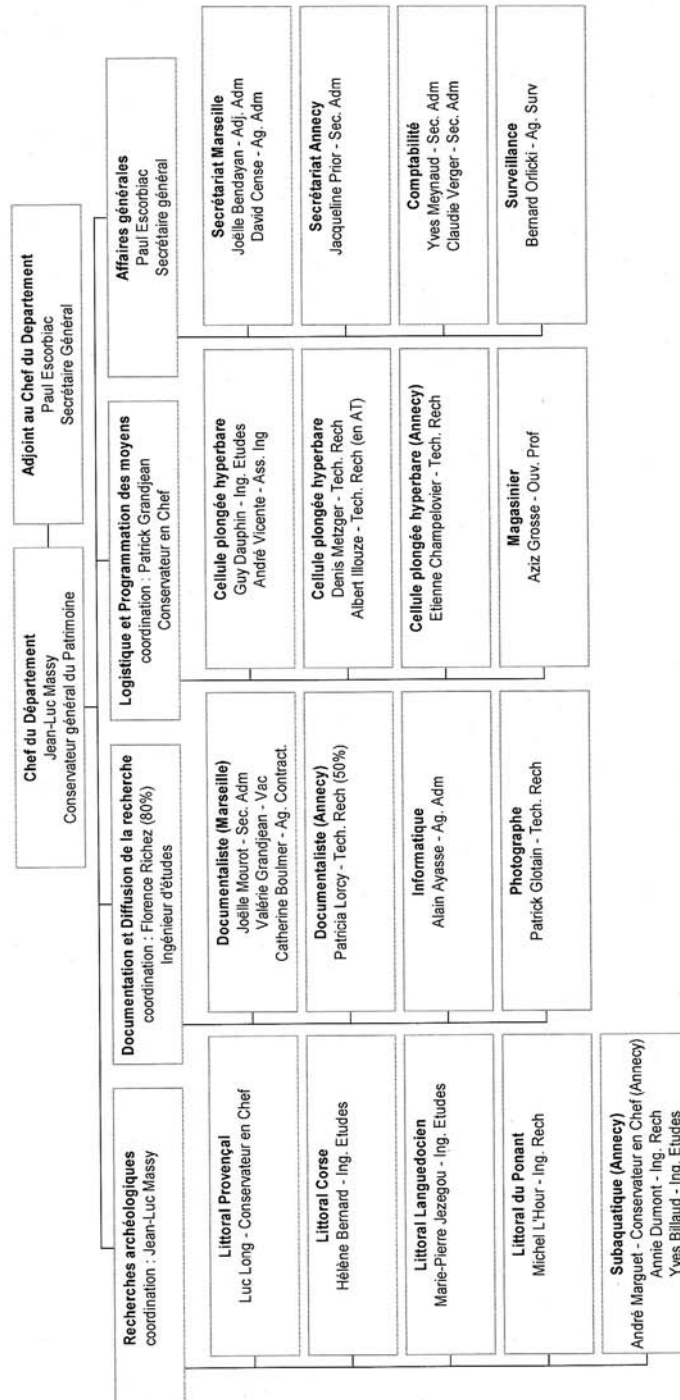 Chef du Département
Jean-Luc Massy
Conservateur général du Patrimoine
Adjoint au Chef du Departement
Paul Escorbiac
Secrétaire Général
Recherches archéologiques
coordination : Jean-Luc Massy
Littoral Provençal
Luc Long - Conservateur en Chef
Littoral Corse
Hélène Bernard - Ing. Etudes
Littoral Languedocien
Marie-Pierre Jezegou - Ing. Etudes
Littoral du Ponant
Michel L'Hour - Ing. Rech
Subaquatique (Annecy)
André Marguet - Conservateur en Chef (Annecy)
Annie Dumont - Ing. Rech
Yves Billaud - Ing. Etudes
Documentation et Diffusion de la recherche
coordination : Florence Richez (80%)
Ingénieur d'études
Documentaliste (Marseille)
Joëlle Mourot - Sec. Adm
Valérie Grandjean - Vac
Catherine Boulmer - Ag. Contract.
Documentaliste (Annecy)
Patricia Lorcy - Tech. Rech (50%)
Informatique
Alain Ayasse - Ag. Adm
Photographe
Patrick Glotain - Tech. Rech
Logistique et Programmation des moyens
coordination : Patrick Grandjean
Conservateur en Chef
Cellule plongée hyperbare
Guy Dauphin - Ing. Etudes
André Vicente - Ass. Ing
Cellule plongée hyperbare
Denis Metzger - Tech. Rech
Albert Illouze - Tech. Rech (en AT)
Cellule plongée hyperbare (Annecy)
Etienne Champelovier - Tech. Rech
Magasinier
Aziz Grosse - Ouv. Prof
Affaires générales
Paul Escorbiac
Secrétaire général
Secrétariat Marseille
Joëlle Bendayan - Adj. Adm
David Cense - Ag. Adm
Secrétariat Annecy
Jacqueline Prior - Sec. Adm
Comptabilité
Yves Meynaud - Sec. Adm
Claudie Verger - Sec. Adm
Surveillance
Bernard Orlicki - Ag. Surv